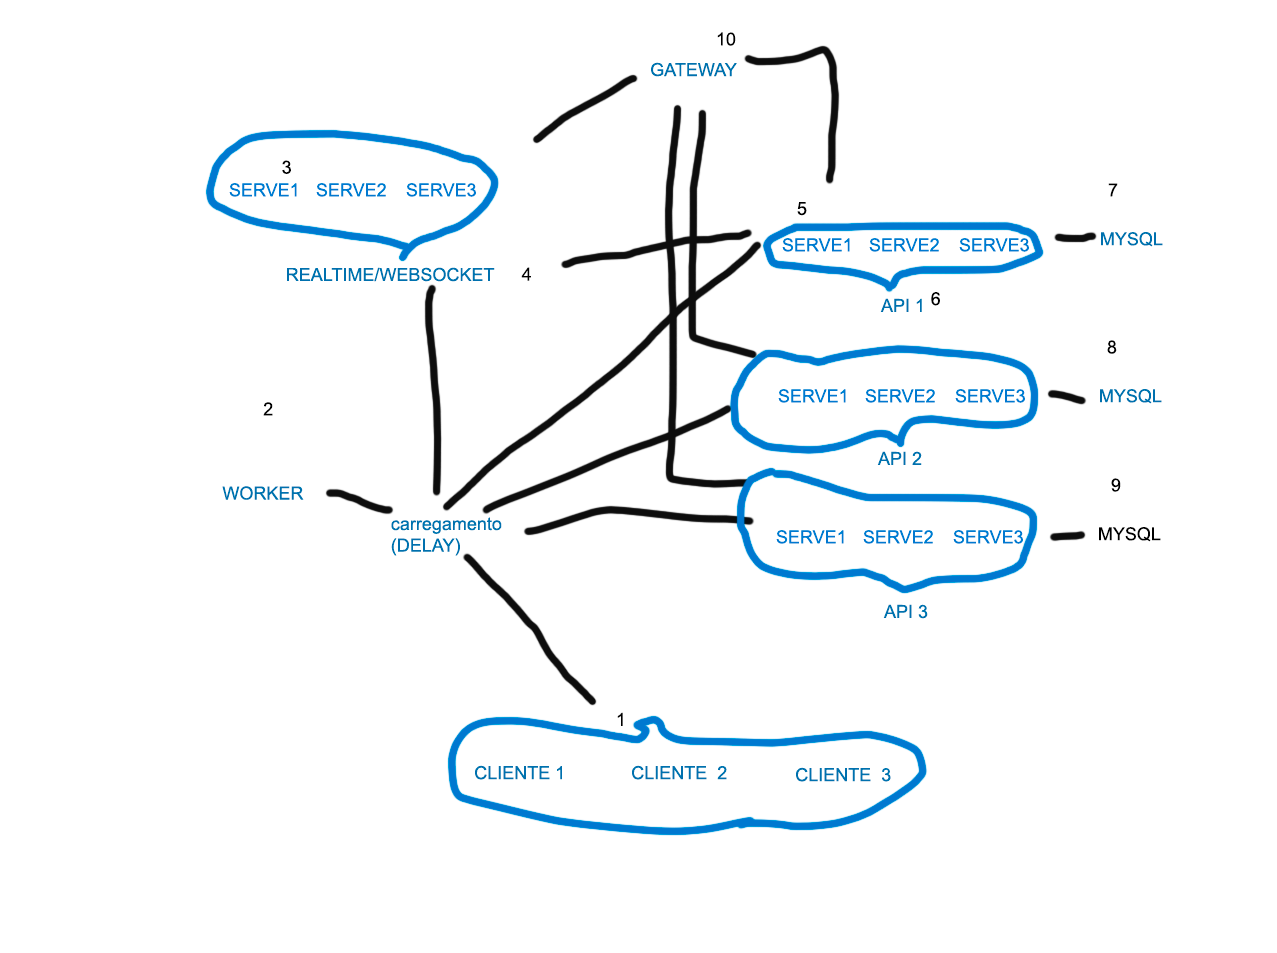 10
GATEWAY
3
SERVE1 SERVE2 SERVE3
REALTIME/WEBSOCKET
4
5
SERVE1 SERVE2 SERVE3
API 1
6
7
MYSQL
8
SERVE1 SERVE2 SERVE3
MYSQL
API 2
2
WORKER
carregamento
(DELAY)
9
SERVE1 SERVE2 SERVE3
MYSQL
API 3
1
CLIENTE 1 CLIENTE 2 CLIENTE 3